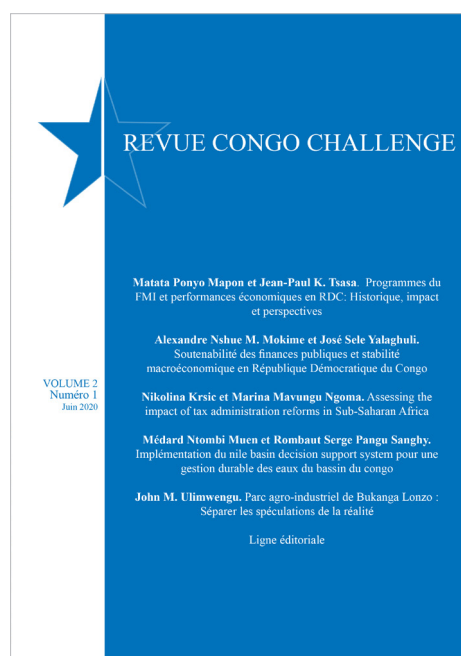 REVUE CONGO CHALLENGE
Matata Ponyo Mapon et Jean-Paul K. Tsasa. Programmes du
FMI et performances économiques en RDC: Historique, impact
et perspectives
Alexandre Nshue M. Mokime et José Sele Yalaghuli.
Soutenabilité des finances publiques et stabilité
macroéconomique en République Démocratique du Congo
VOLUME 2
Numéro 1
Juin 2020
Nikolina Krsic et Marina Mavungu Ngoma. Assessing the
impact of tax administration reforms in Sub-Saharan Africa
Médard Ntombi Muen et Rombaut Serge Pangu Sanghy.
Implémentation du nile basin decision support system pour une
gestion durable des eaux du bassin du congo
John M. Ulimwengu. Parc agro-industriel de Bukanga Lonzo :
Séparer les spéculations de la réalité
Ligne éditoriale